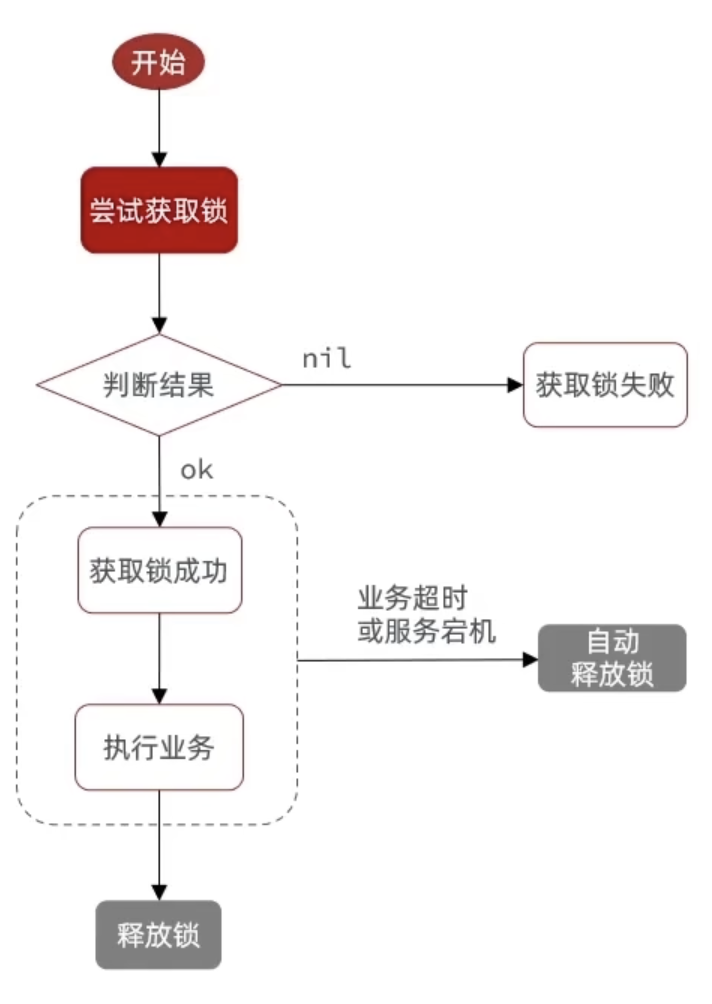 开始
尝试获取锁
判断结果
nil
获取锁失败
ok
获取锁成功
业务超时
或服务宕机
自动
释放锁
执行业务
释放锁